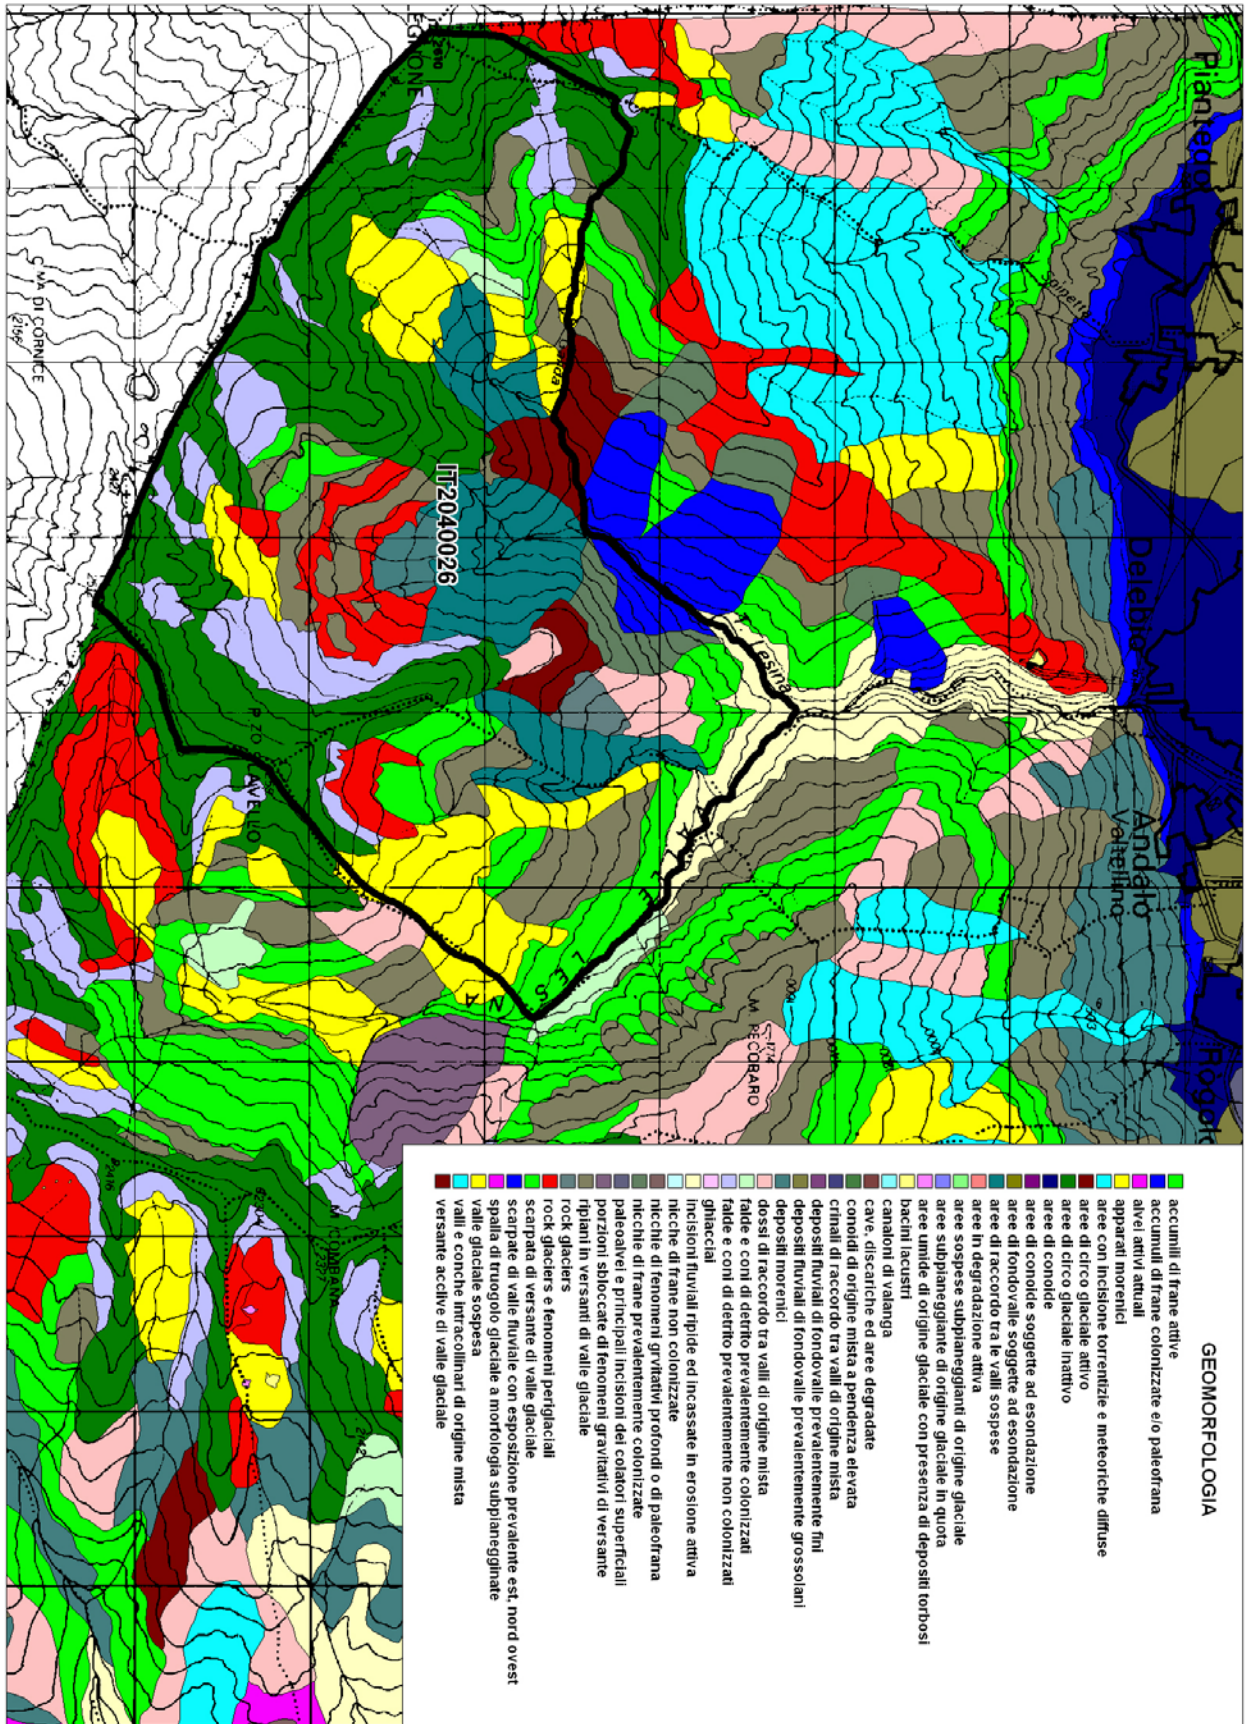 Piantedo
Delebio
Andalo
Valtellino
Rogolo
2610
IT2040026
Lesina
LESINA
CMA DI CORNICE
2156
P.ZO
AVELLO
M.
1774
2416
GEOMORFOLOGIA
accumili di frane attive
accumuli di frane colonizzate e/o paleofrana
alvei attivi attuali
apparati morenici
aree con incisione torrentizie e meteoriche diffuse
aree di circo glaciale attivo
aree di circo glaciale inattivo
aree di conoide
aree di conoide soggette ad esondazione
aree di fondovalle soggette ad esondazione
aree di raccordo tra le valli sospese
aree in degradazione attiva
aree sospese subpianeggianti di origine glaciale
aree subpianeggiante di origine glaciale in quota
aree umide di origine glaciale con presenza di depositi torbosi
bacini lacustri
canaloni di valanga
cave, discariche ed aree degradate
conoidi di origine mista a pendenza elevata
crinali di raccordo tra valli di origine mista
depositi fluviali di fondovalle prevalentemente fini
depositi fluviali di fondovalle prevalentemente grossolani
depositi morenici
dossi di raccordo tra valli di origine mista
falde e coni di detrito prevalentemente colonizzati
falde e coni di detrito prevalentemente non colonizzati
ghiacciai
incisioni fluviali ripide ed incassate in erosione attiva
nicche di frane non colonizzate
nicchie di fenomeni grvitativi profondi o di paleofrana
nicchie di frane prevalentemente colonizzate
paleoalvei e principali incisioni dei colatori superficiali
porzioni sbloccate di fenomeni gravitativi di versante
ripiani in versanti di valle glaciale
rock glaciers
rock glaciers e fenomeni periglaciali
scarpata di versante di valle glaciale
scarpate di valle fluviale con esposizione prevalente est, nord ovest
spalla di truogolo glaciale a morfologia subpianegginate
valle glaciale sospesa
valli e conche intracollinari di origine mista
versante acclive di valle glaciale